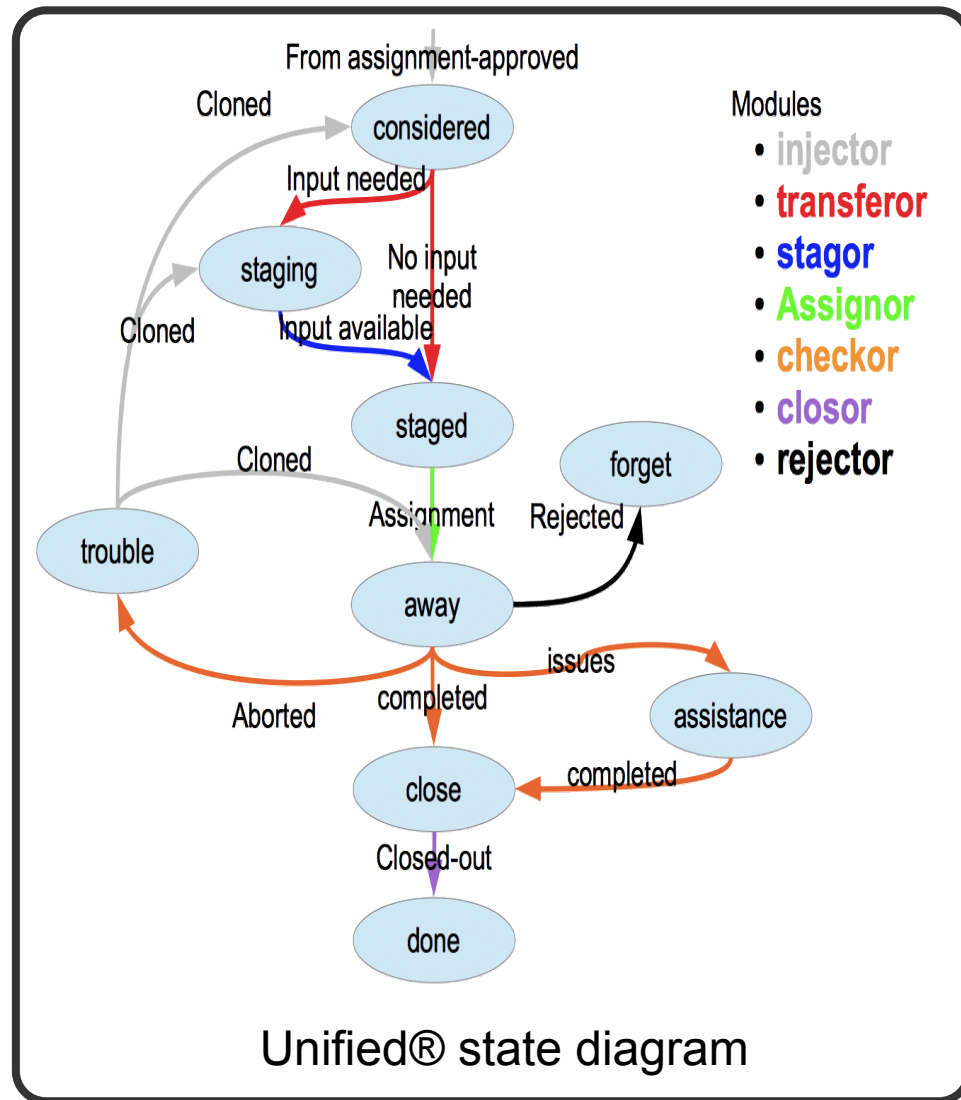 From assignment-approved
Cloned
considered
Modules
• injector
• transferor
• stagor
• Assignor
• checkor
• closor
• rejector
Input needed
staging
No input
needed
Cloned
Input available
staged
Cloned
forget
Assignment
Rejected
trouble
away
issues
completed
Aborted
assistance
completed
close
Closed-out
done
Unified® state diagram